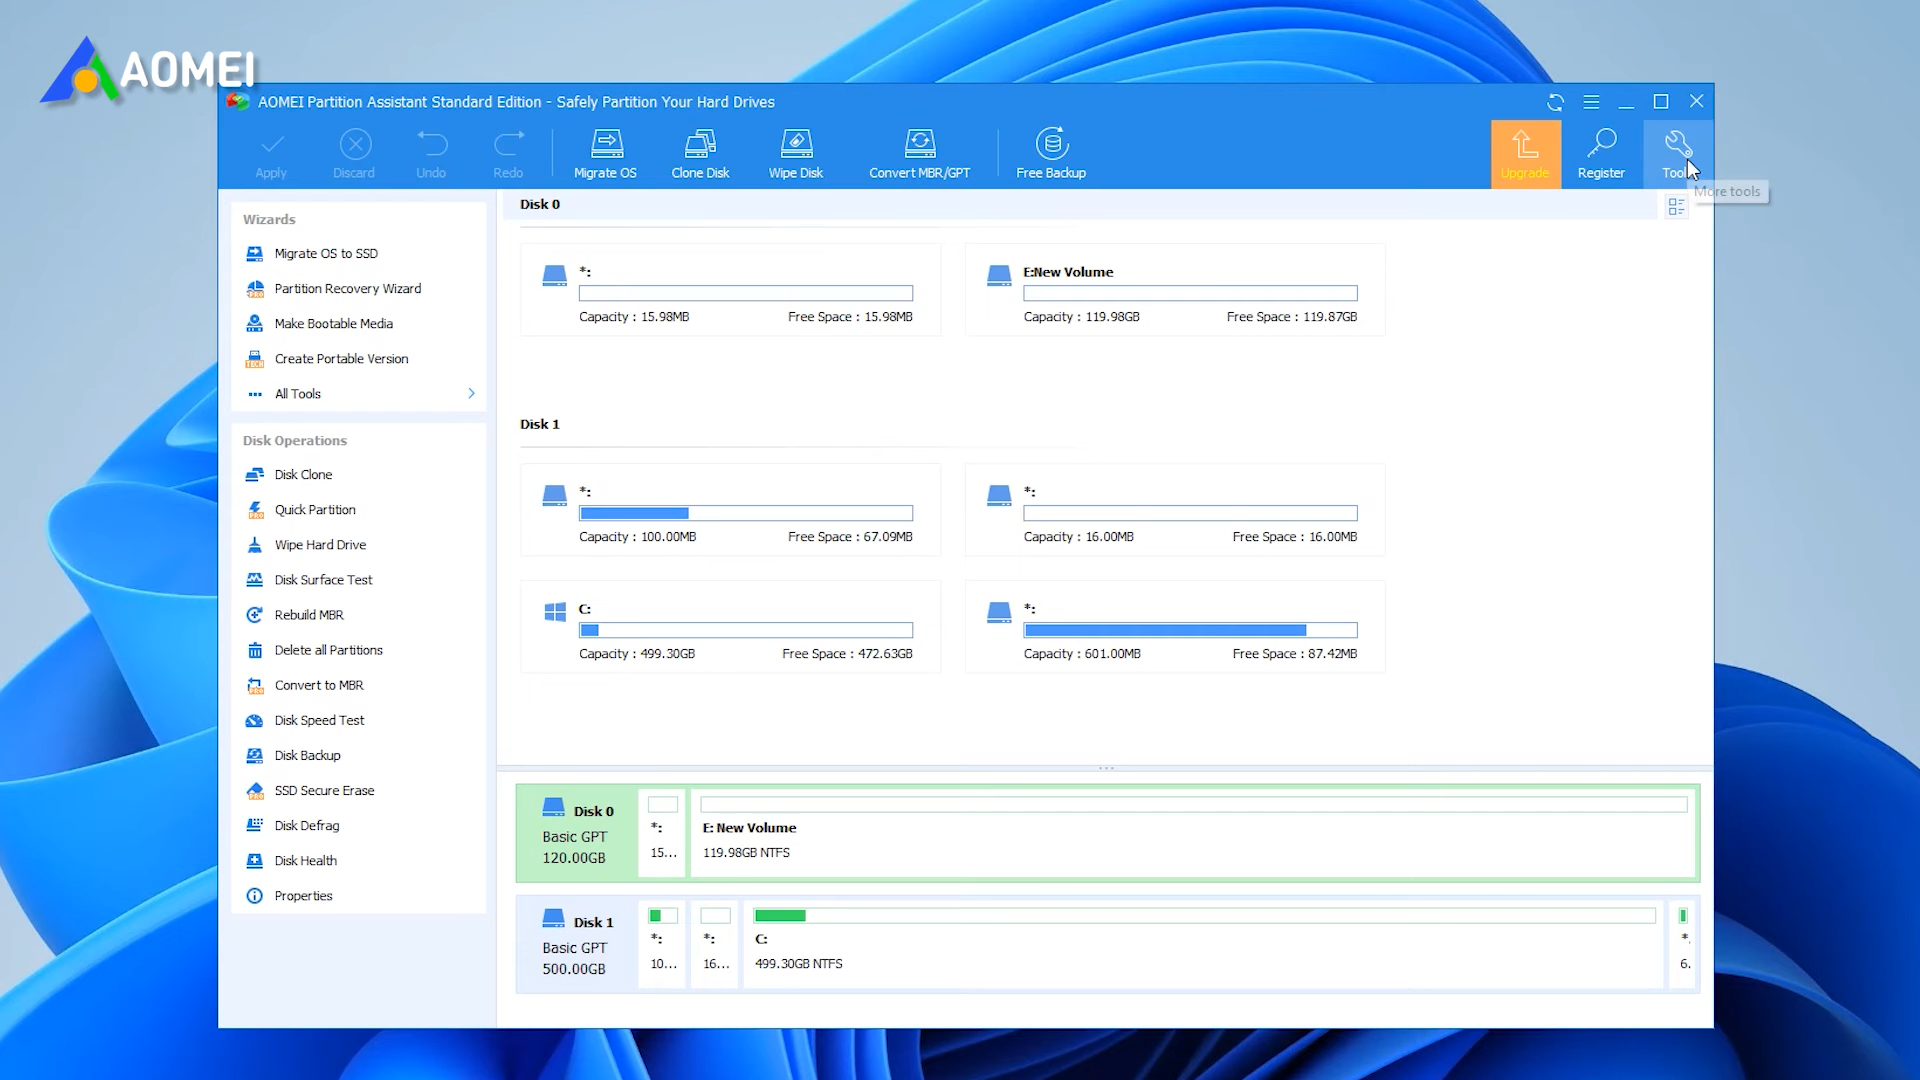 AOMEI
AOMEI Partition Assistant Standard Edition - Safely Partition Your Hard Drives
Apply
Discard
Undo
Redo
Migrate OS
Clone Disk
Wipe Disk
Convert MBR/GPT
Free Backup
Upgrade
Register
Tool
More tools
Wizards
Migrate OS to SSD
PRO
Partition Recovery Wizard
Make Bootable Media
TECH
Create Portable Version
All Tools
Disk Operations
Disk Clone
PRO
Quick Partition
Wipe Hard Drive
Disk Surface Test
Rebuild MBR
Delete all Partitions
PRO
Convert to MBR
Disk Speed Test
Disk Backup
PRO
SSD Secure Erase
Disk Defrag
Disk Health
Properties
Disk 0
*:
Capacity : 15.98MB
Free Space : 15.98MB
E:New Volume
Capacity : 119.98GB
Free Space : 119.87GB
Disk 1
*:
Capacity : 100.00MB
Free Space : 67.09MB
*:
Capacity : 16.00MB
Free Space : 16.00MB
C:
Capacity : 499.30GB
Free Space : 472.63GB
*:
Capacity : 601.00MB
Free Space : 87.42MB
Disk 0
Basic GPT
120.00GB
*:
15...
E: New Volume
119.98GB NTFS
Disk 1
Basic GPT
500.00GB
*:
10...
*:
16...
C:
499.30GB NTFS
*.
6.